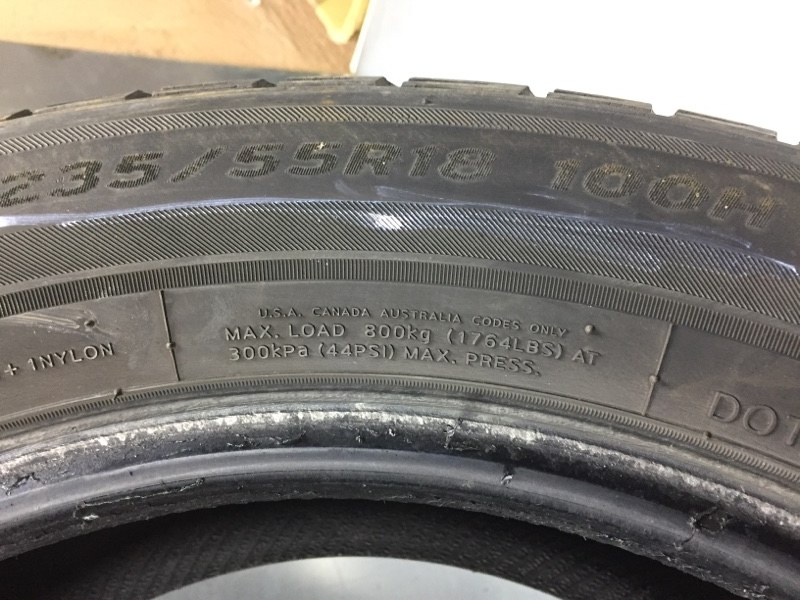 235/55R18 100H
U.S.A. CANADA AUSTRALIA CODES ONLY
MAX. LOAD 800kg (1764LBS) AT
300kPa (44PSI) MAX. PRESS.
+ 1NYLON
DOT